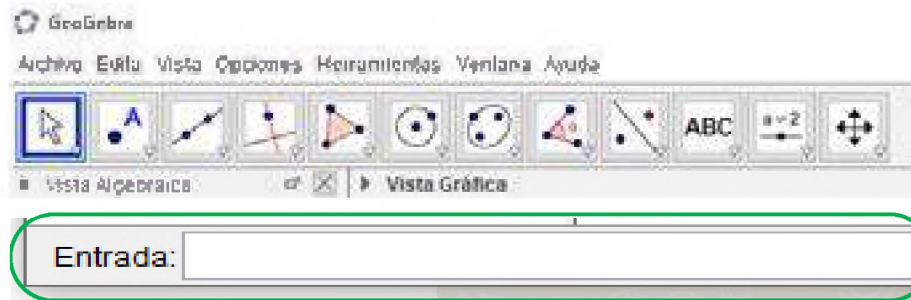 GeoGebra
Archivo Edita Vista Opciones Herramientas Ventana Ayuda
A ABC a=2
Vista Algebraica Vista Gráfica
Entrada: